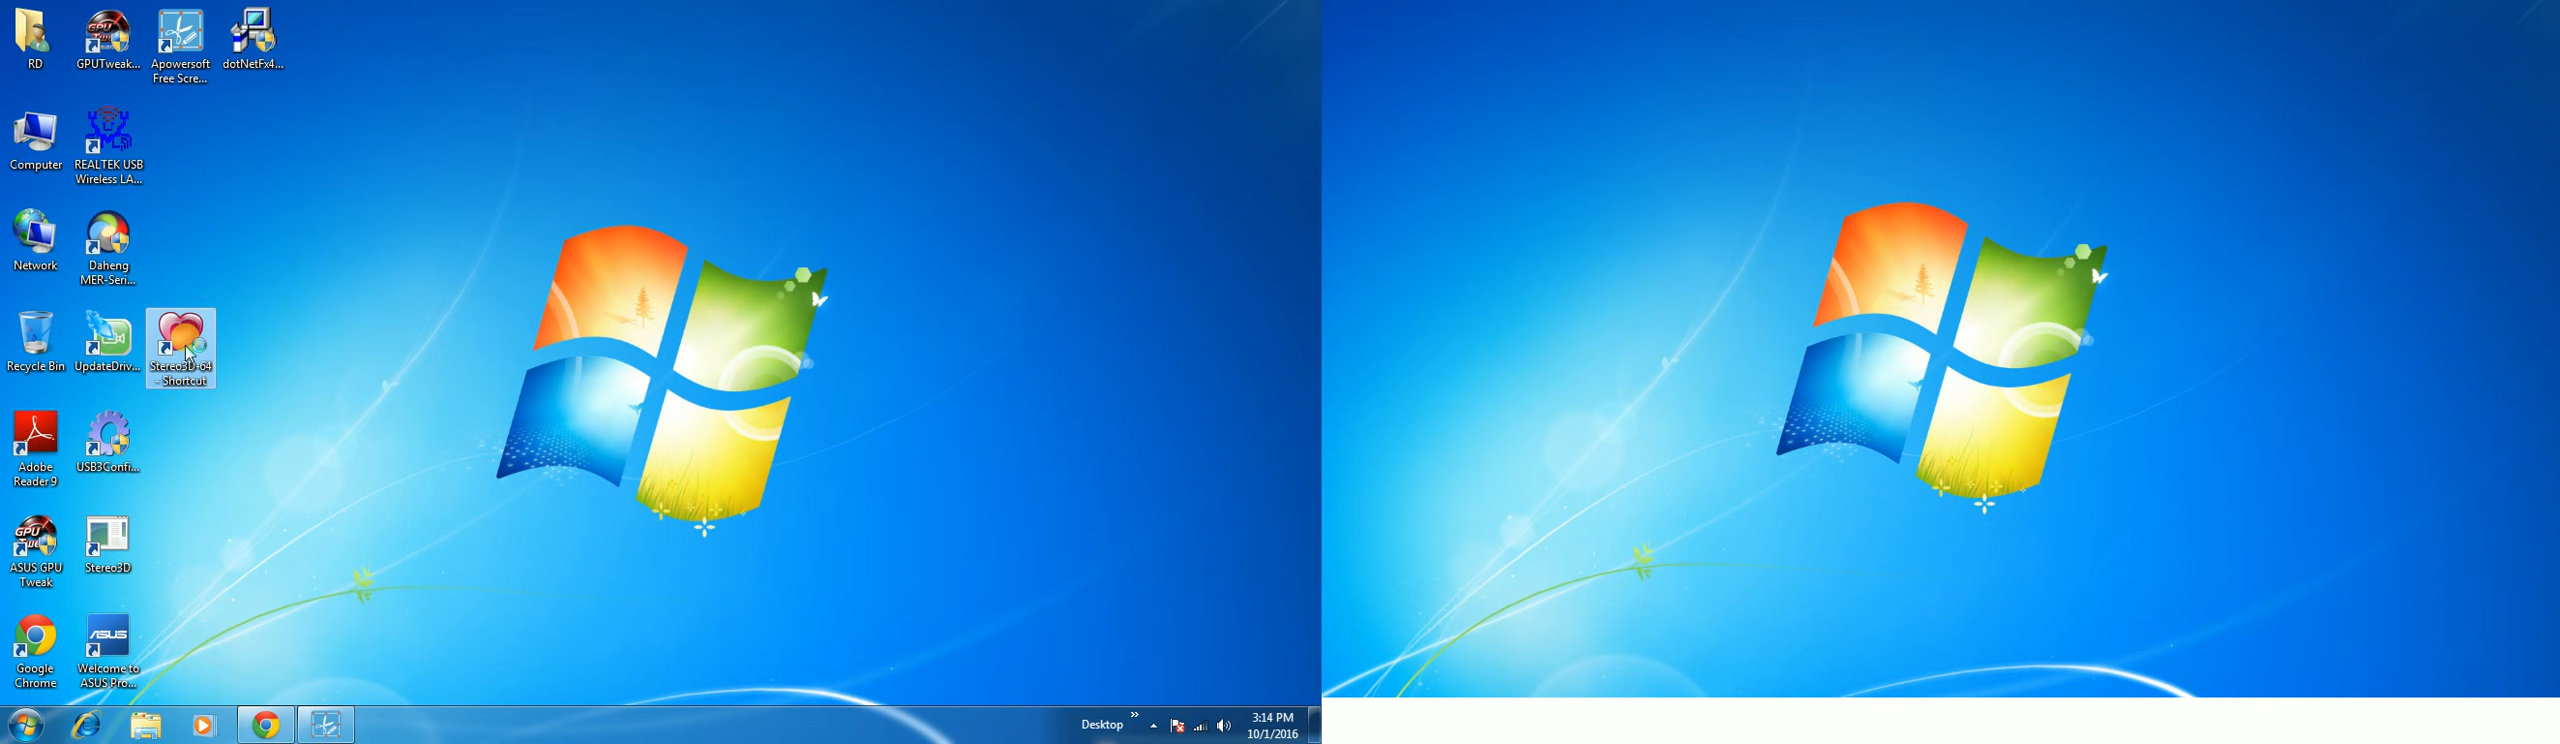 RD
GPUTweak...
Apowersoft
Free Scre...
dotNetFx4...
Computer
REALTEK USB
Wireless LA...
Network
Daheng
MER-Seri...
Recycle Bin
UpdateDriv...
Stereo3D-64
- Shortcut
Adobe
Reader 9
USB3Confi...
GPU
ASUS GPU
Tweak
Stereo3D
Google
Chrome
ASUS
Welcome to
ASUS Pro...
Desktop
»
3:14 PM
10/1/2016